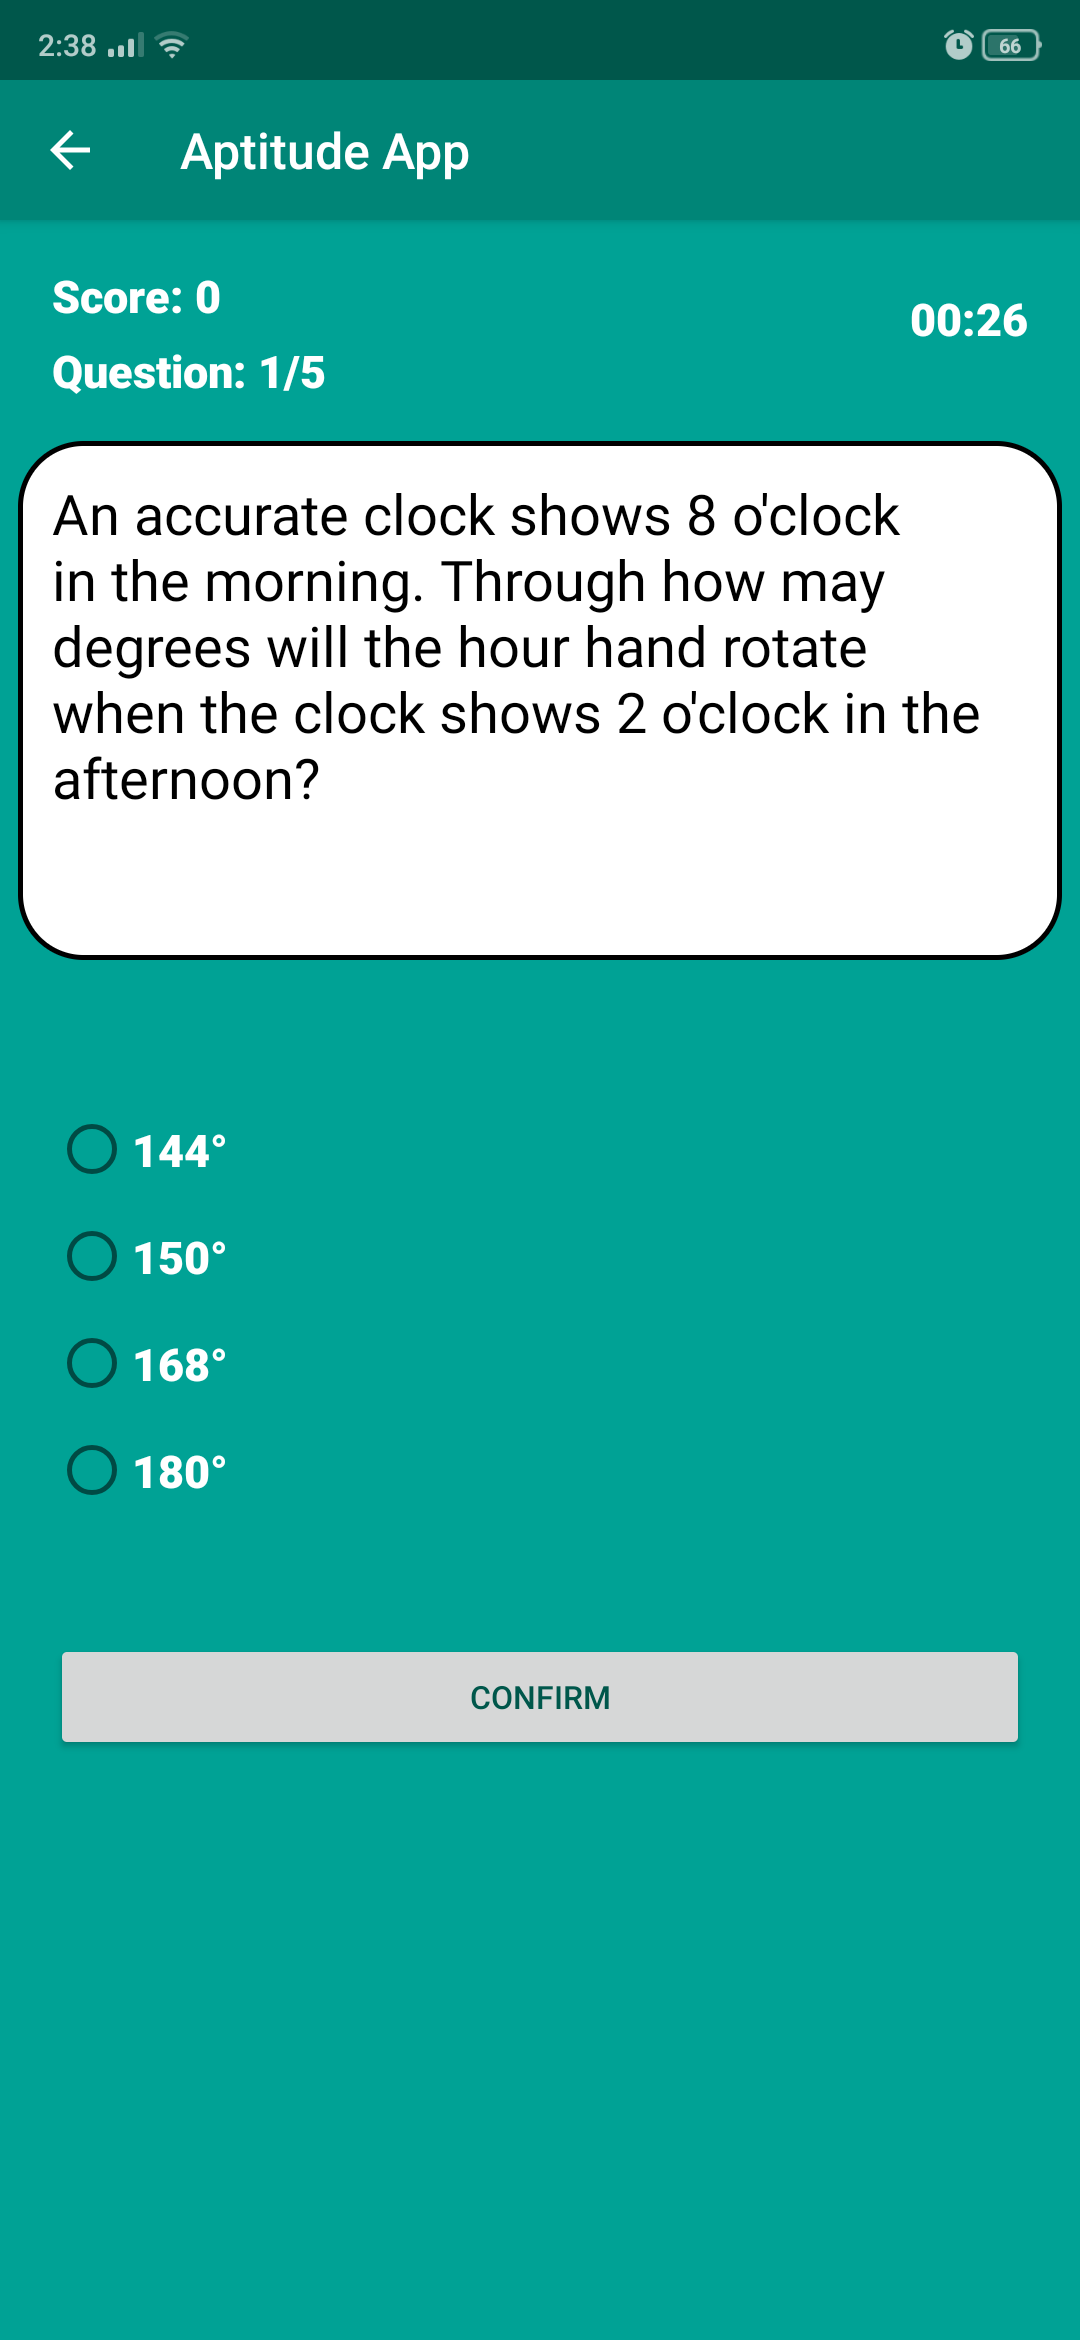 2:38
66
Aptitude App
Score: 0
00:26
Question: 1/5
An accurate clock shows 8 o'clock
in the morning. Through how may
degrees will the hour hand rotate
when the clock shows 2 o'clock in the
afternoon?
144°
150°
168°
180°
CONFIRM